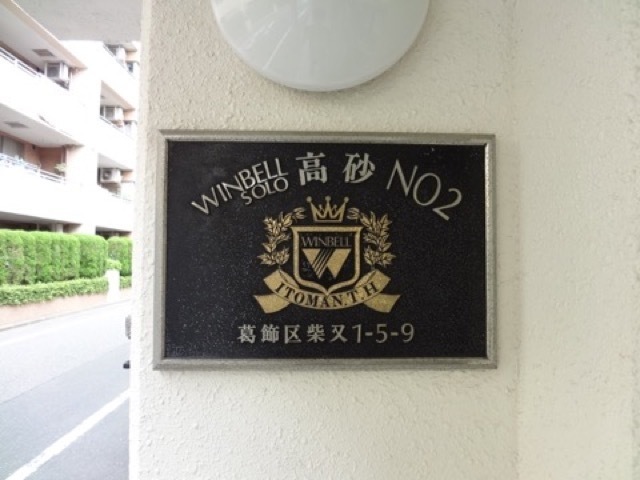 WINBELL SOLO 高砂 NO2
WINBELL
W
ITOMAN.T.H
葛飾区柴又1-5-9